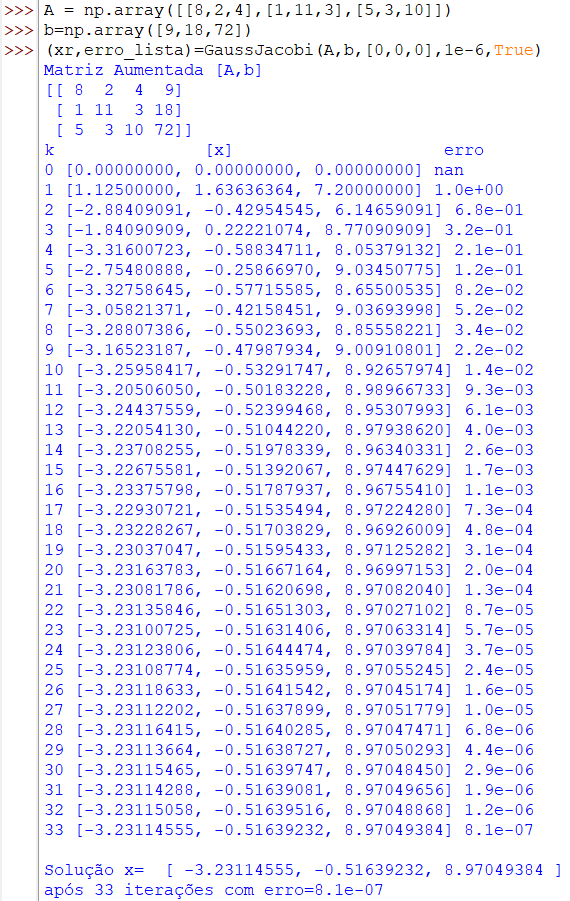 >>> A = np.array([[8,2,4],[1,11,3],[5,3,10]])
>>> b=np.array([9,18,72])
>>> (xr,erro_lista)=GaussJacobi(A,b,[0,0,0],1e-6,True)
Matriz Aumentada [A,b]
[[ 8  2  4  9]
 [ 1 11  3 18]
 [ 5  3 10 72]]
k               [x]                     erro
0 [0.00000000, 0.00000000, 0.00000000] nan
1 [1.12500000, 1.63636364, 7.20000000] 1.0e+00
2 [-2.88409091, -0.42954545, 6.14659091] 6.8e-01
3 [-1.84090909, 0.22221074, 8.77090909] 3.2e-01
4 [-3.31600723, -0.58834711, 8.05379132] 2.1e-01
5 [-2.75480888, -0.25866970, 9.03450775] 1.2e-01
6 [-3.32758645, -0.57715585, 8.65500535] 8.2e-02
7 [-3.05821371, -0.42158451, 9.03693998] 5.2e-02
8 [-3.28807386, -0.55023693, 8.85558221] 3.4e-02
9 [-3.16523187, -0.47987934, 9.00910801] 2.2e-02
10 [-3.25958417, -0.53291747, 8.92657974] 1.4e-02
11 [-3.20506050, -0.50183228, 8.98966733] 9.3e-03
12 [-3.24437559, -0.52399468, 8.95307993] 6.1e-03
13 [-3.22054130, -0.51044220, 8.97938620] 4.0e-03
14 [-3.23708255, -0.51978339, 8.96340331] 2.6e-03
15 [-3.22675581, -0.51392067, 8.97447629] 1.7e-03
16 [-3.23375798, -0.51787937, 8.96755410] 1.1e-03
17 [-3.22930721, -0.51535494, 8.97224280] 7.3e-04
18 [-3.23228267, -0.51703829, 8.96926009] 4.8e-04
19 [-3.23037047, -0.51595433, 8.97125282] 3.1e-04
20 [-3.23163783, -0.51667164, 8.96997153] 2.0e-04
21 [-3.23081786, -0.51620698, 8.97082040] 1.3e-04
22 [-3.23135846, -0.51651303, 8.97027102] 8.7e-05
23 [-3.23100725, -0.51631406, 8.97063314] 5.7e-05
24 [-3.23123806, -0.51644474, 8.97039784] 3.7e-05
25 [-3.23108774, -0.51635959, 8.97055245] 2.4e-05
26 [-3.23118633, -0.51641542, 8.97045174] 1.6e-05
27 [-3.23112202, -0.51637899, 8.97051779] 1.0e-05
28 [-3.23116415, -0.51640285, 8.97047471] 6.8e-06
29 [-3.23113664, -0.51638727, 8.97050293] 4.4e-06
30 [-3.23115465, -0.51639747, 8.97048450] 2.9e-06
31 [-3.23114288, -0.51639081, 8.97049656] 1.9e-06
32 [-3.23115058, -0.51639516, 8.97048868] 1.2e-06
33 [-3.23114555, -0.51639232, 8.97049384] 8.1e-07
Solução x=  [ -3.23114555, -0.51639232, 8.97049384 ]
após 33 iterações com erro=8.1e-07